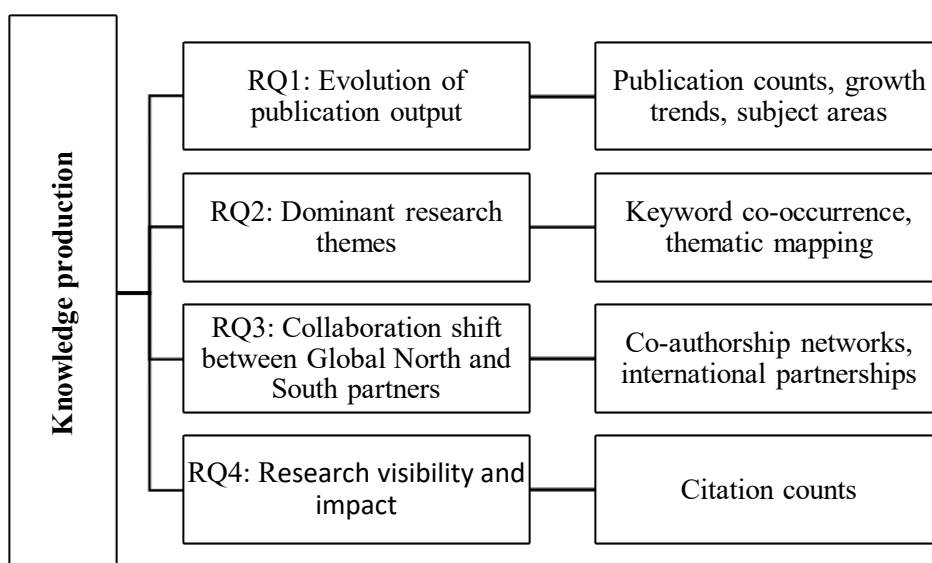 Knowledge production
RQ1: Evolution of
publication output
Publication counts, growth
trends, subject areas
RQ2: Dominant research
themes
Keyword co-occurrence,
thematic mapping
RQ3: Collaboration shift
between Global North and
South partners
Co-authorship networks,
international partnerships
RQ4: Research visibility and
impact
Citation counts